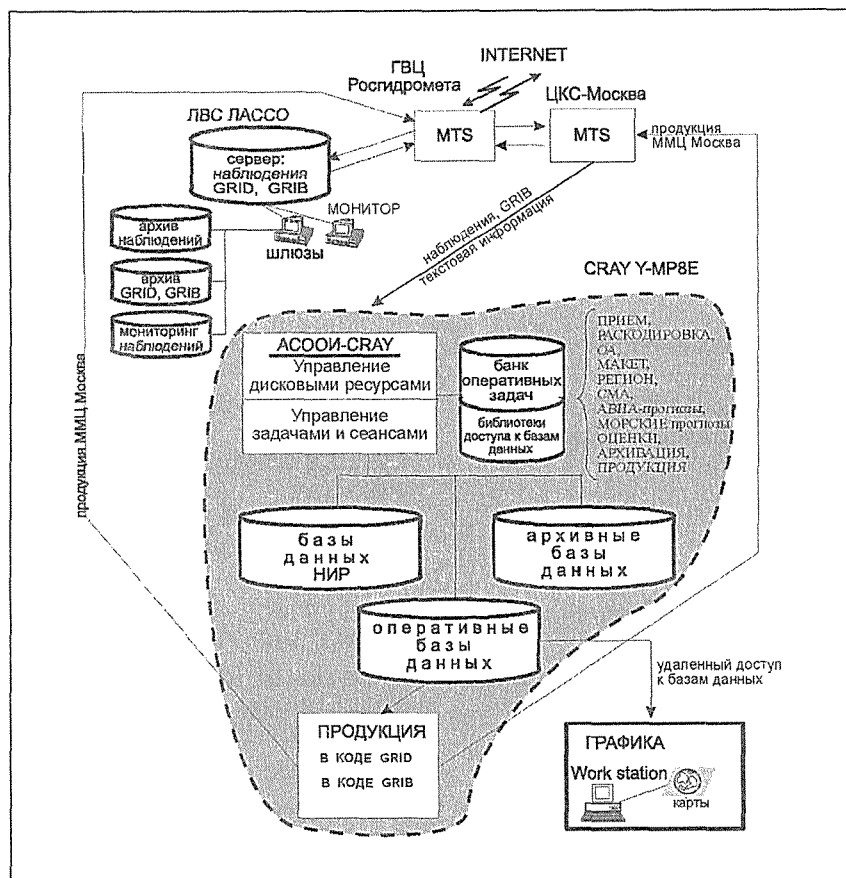 INTERNET
ГВЦ
Росгидромета
ЦКС-Москва
ЛВС ЛАССО
MTS
MTS
продукция
ММЦ Москва
сервер:
наблюдения
GRID, GRIB
МОНИТОР
ШЛЮЗЫ
архив
наблюдений
архив
GRID, GRIB
мониторинг
наблюдений
наблюдения, GRIB
текстовая информация
CRAY Y-MP8E
АСООИ-CRAY
Управление
дисковыми ресурсами
Управление
задачами и сеансами
банк
оперативных
задач
библиотеки
доступа к базам
данных
ПРИЕМ,
РАСКОДИРОВКА,
ОА,
МАКЕТ,
РЕГИОН,
СМА,
АВИА-прогнозы,
МОРСКИЕ прогнозы
ОЦЕНКИ,
АРХИВАЦИЯ,
ПРОДУКЦИЯ
продукция ММЦ Москва
базы
данных
НИР
архивные
базы
данных
оперативные
базы
данных
удаленный доступ
к базам данных
ПРОДУКЦИЯ
В КОДЕ GRID
В КОДЕ GRIB
ГРАФИКА
Work station
карты